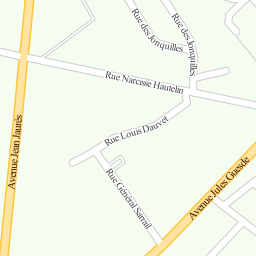 Rue des Jonquilles
Rue des Jonquilles
Rue Narcisse Hautelin
Rue Louis Dauvet
Avenue Jean Jaurès
Rue Général Sarrail
Avenue Jules Guesde